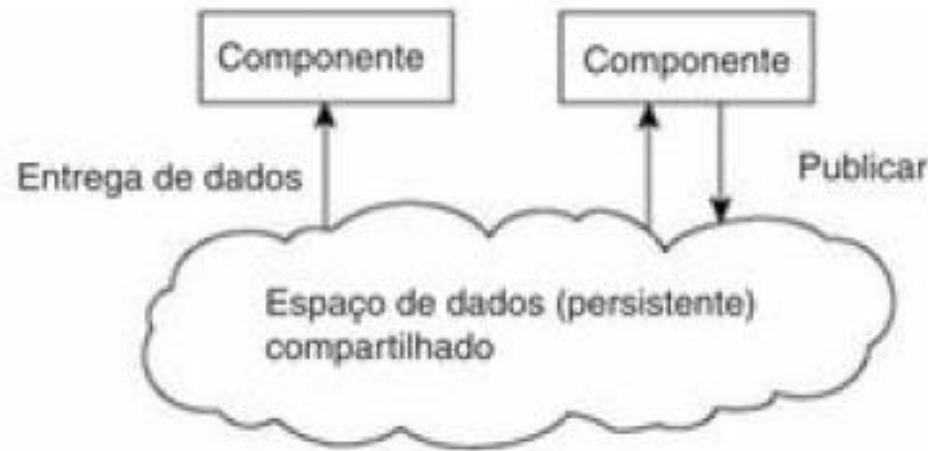 Componente
Componente
Entrega de dados
Publicar
Espaço de dados (persistente)
compartilhado